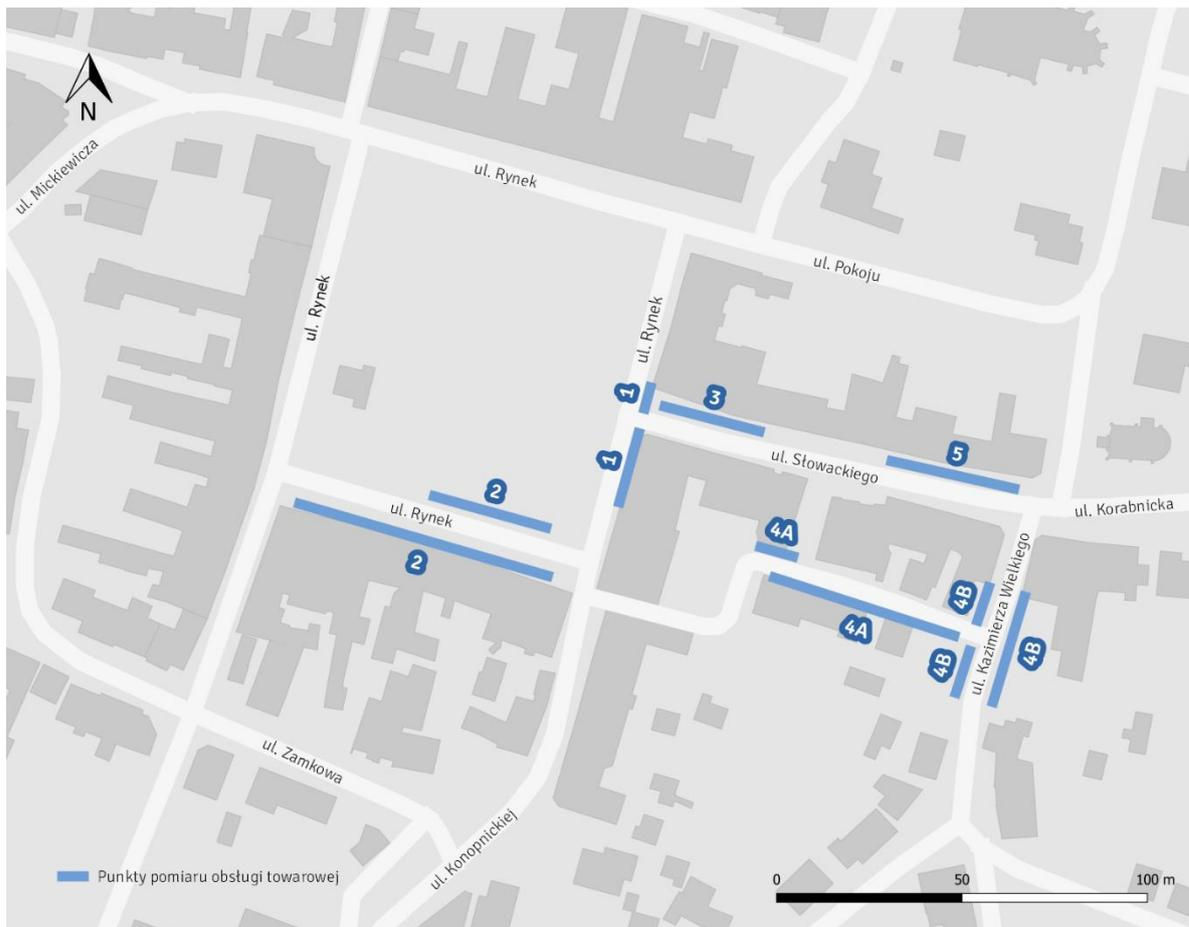 N
ul. Mickiewicza
ul. Rynek
ul. Pokoju
ul. Rynek
ul. Rynek
1
3
1
ul. Słowackiego
5
2
ul. Rynek
2
ul. Korabnicka
4A
4A
4B
4B
4B
ul. Kazimierza Wielkiego
ul. Zamkowa
ul. Konopnickiej
Punkty pomiaru obsługi towarowej
0 50 100 m